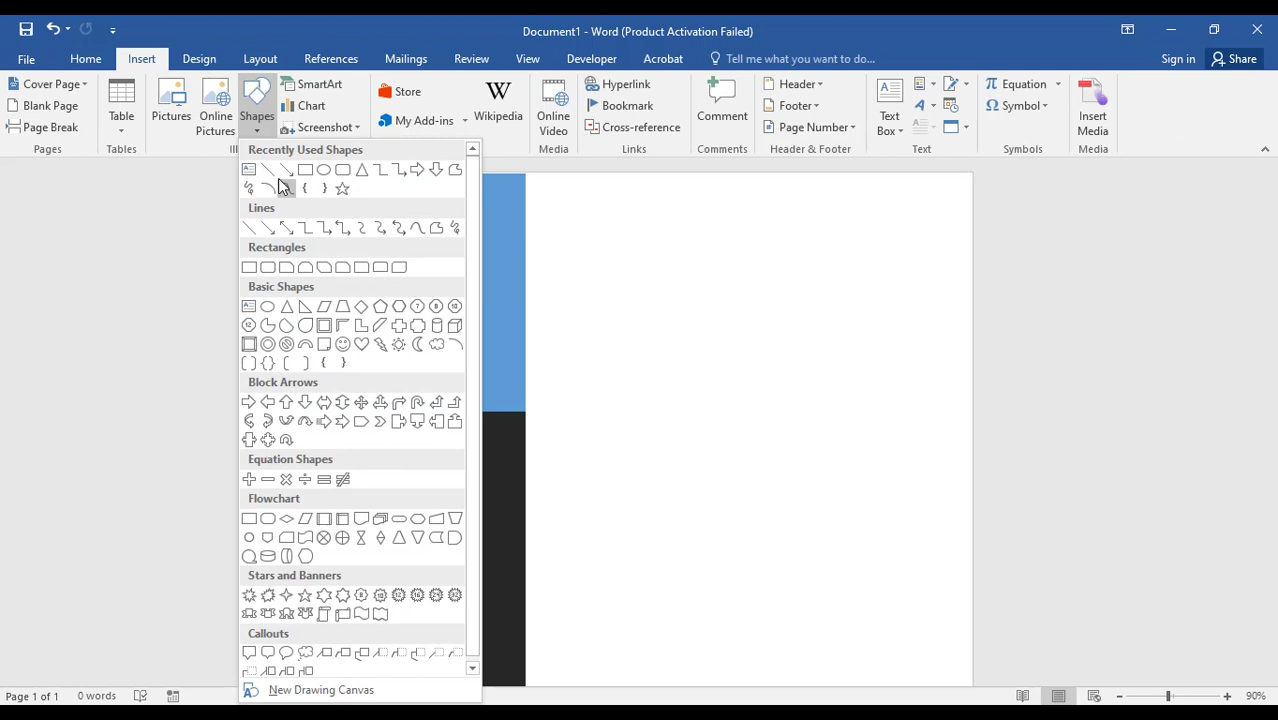 Document1 - Word (Product Activation Failed)
File Home Insert Design Layout References Mailings Review View Developer Acrobat Tell me what you want to do... Sign in Share
Cover Page
Blank Page
Page Break
Pages
Table
Tables
Pictures
Online
Pictures
Shapes
SmartArt
Chart
Screenshot
Store
My Add-ins
Wikipedia
Online
Video
Media
Hyperlink
Bookmark
Cross-reference
Links
Comment
Comments
Header
Footer
Page Number
Header & Footer
Text
Box
Text
Equation
Symbol
Symbols
Insert
Media
Media
Recently Used Shapes
Lines
Rectangles
Basic Shapes
Block Arrows
Equation Shapes
Flowchart
Stars and Banners
Callouts
New Drawing Canvas
Page 1 of 1 0 words 90%